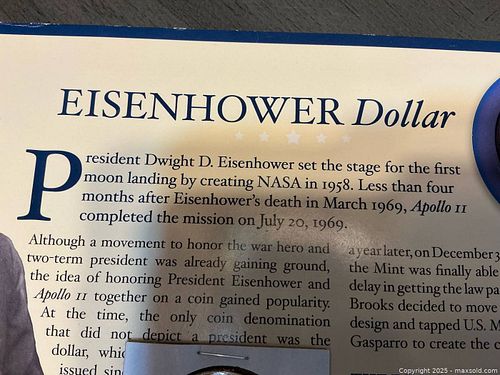 EISENHOWER Dollar
President Dwight D. Eisenhower set the stage for the first
moon landing by creating NASA in 1958. Less than four
months after Eisenhower's death in March 1969, Apollo 11
completed the mission on July 20, 1969.
Although a movement to honor the war hero and
two-term president was already gaining ground,
the idea of honoring President Eisenhower and
Apollo 11 together on a coin gained popularity.
At the time, the only coin denomination
that did not depict a president was the
dollar, whic
issued sin
a year later, on December 3
the Mint was finally able
delay in getting the law pa
Brooks decided to move
design and tapped U.S. M
Gasparro to create the c
Copyright 2025 - maxsold.com